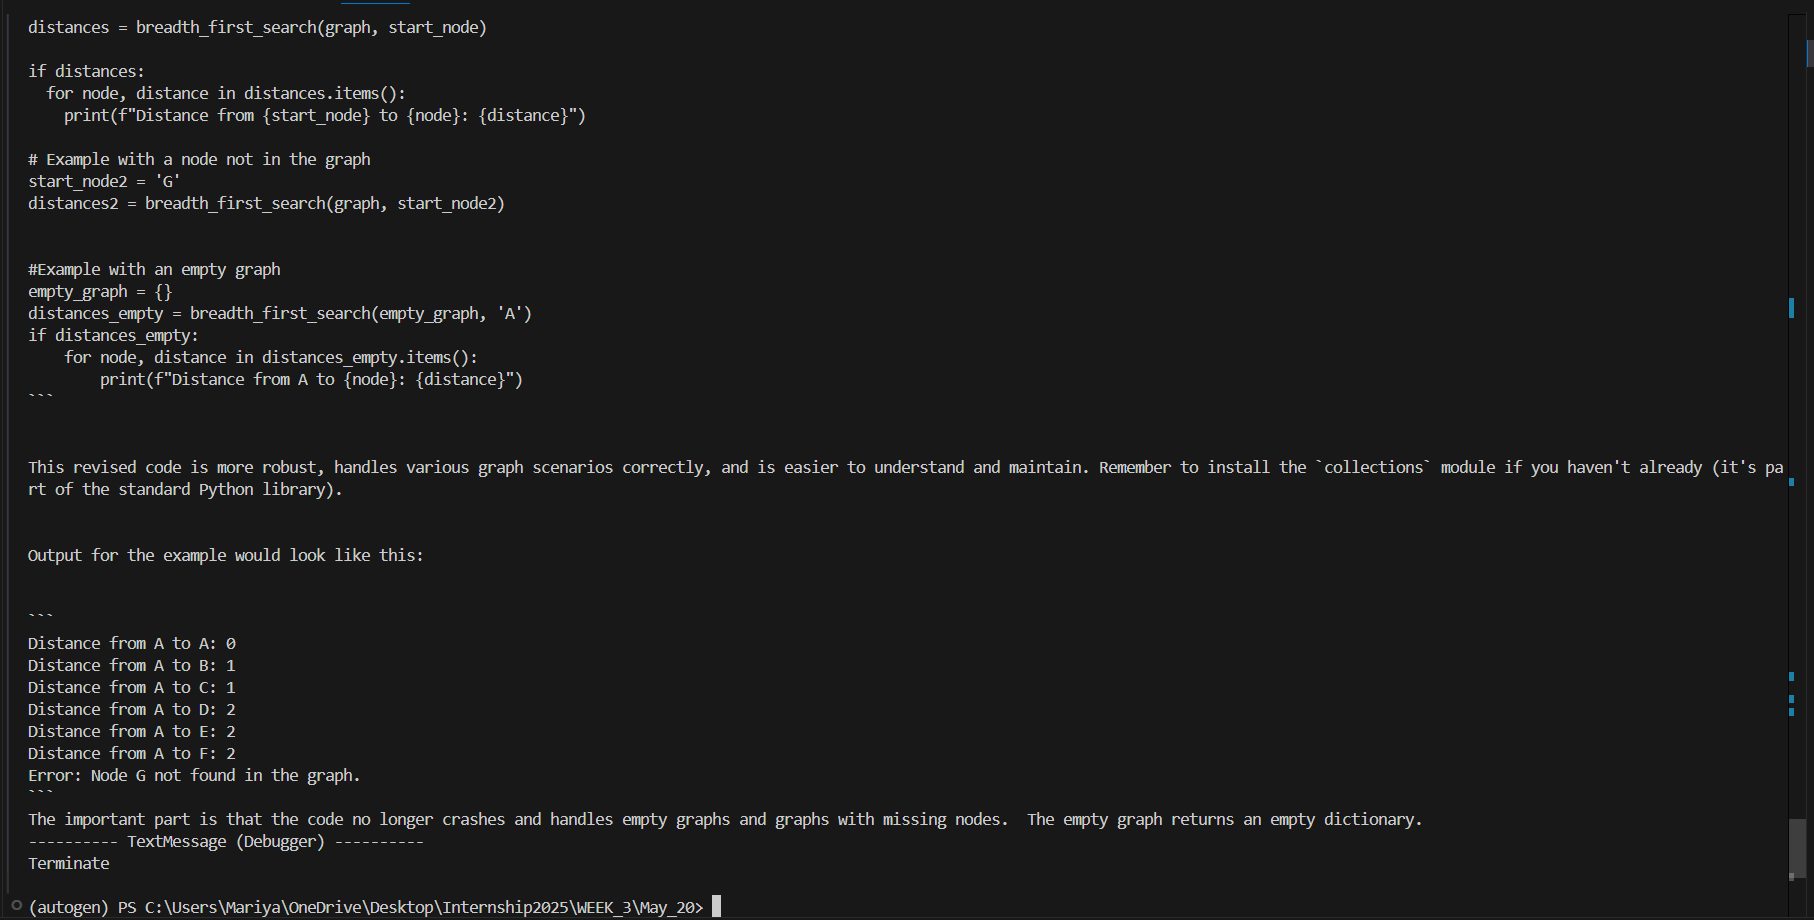 distances = breadth_first_search(graph, start_node)

if distances:
  for node, distance in distances.items():
    print(f"Distance from {start_node} to {node}: {distance}")

# Example with a node not in the graph
start_node2 = 'G'
distances2 = breadth_first_search(graph, start_node2)


#Example with an empty graph
empty_graph = {}
distances_empty = breadth_first_search(empty_graph, 'A')
if distances_empty:
    for node, distance in distances_empty.items():
        print(f"Distance from A to {node}: {distance}")
```


This revised code is more robust, handles various graph scenarios correctly, and is easier to understand and maintain. Remember to install the `collections` module if you haven't already (it's pa
rt of the standard Python library).


Output for the example would look like this:


```
Distance from A to A: 0
Distance from A to B: 1
Distance from A to C: 1
Distance from A to D: 2
Distance from A to E: 2
Distance from A to F: 2
Error: Node G not found in the graph.
```
The important part is that the code no longer crashes and handles empty graphs and graphs with missing nodes.  The empty graph returns an empty dictionary.
---------- TextMessage (Debugger) ----------
Terminate

(autogen) PS C:\Users\Mariya\OneDrive\Desktop\Internship2025\WEEK_3\May_20>